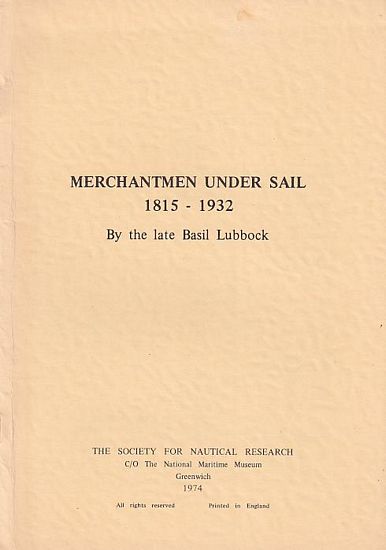 MERCHANTMEN UNDER SAIL
1815 - 1932
By the late Basil Lubbock
THE SOCIETY FOR NAUTICAL RESEARCH
C/O The National Maritime Museum
Greenwich
1974
All rights reserved Printed in England